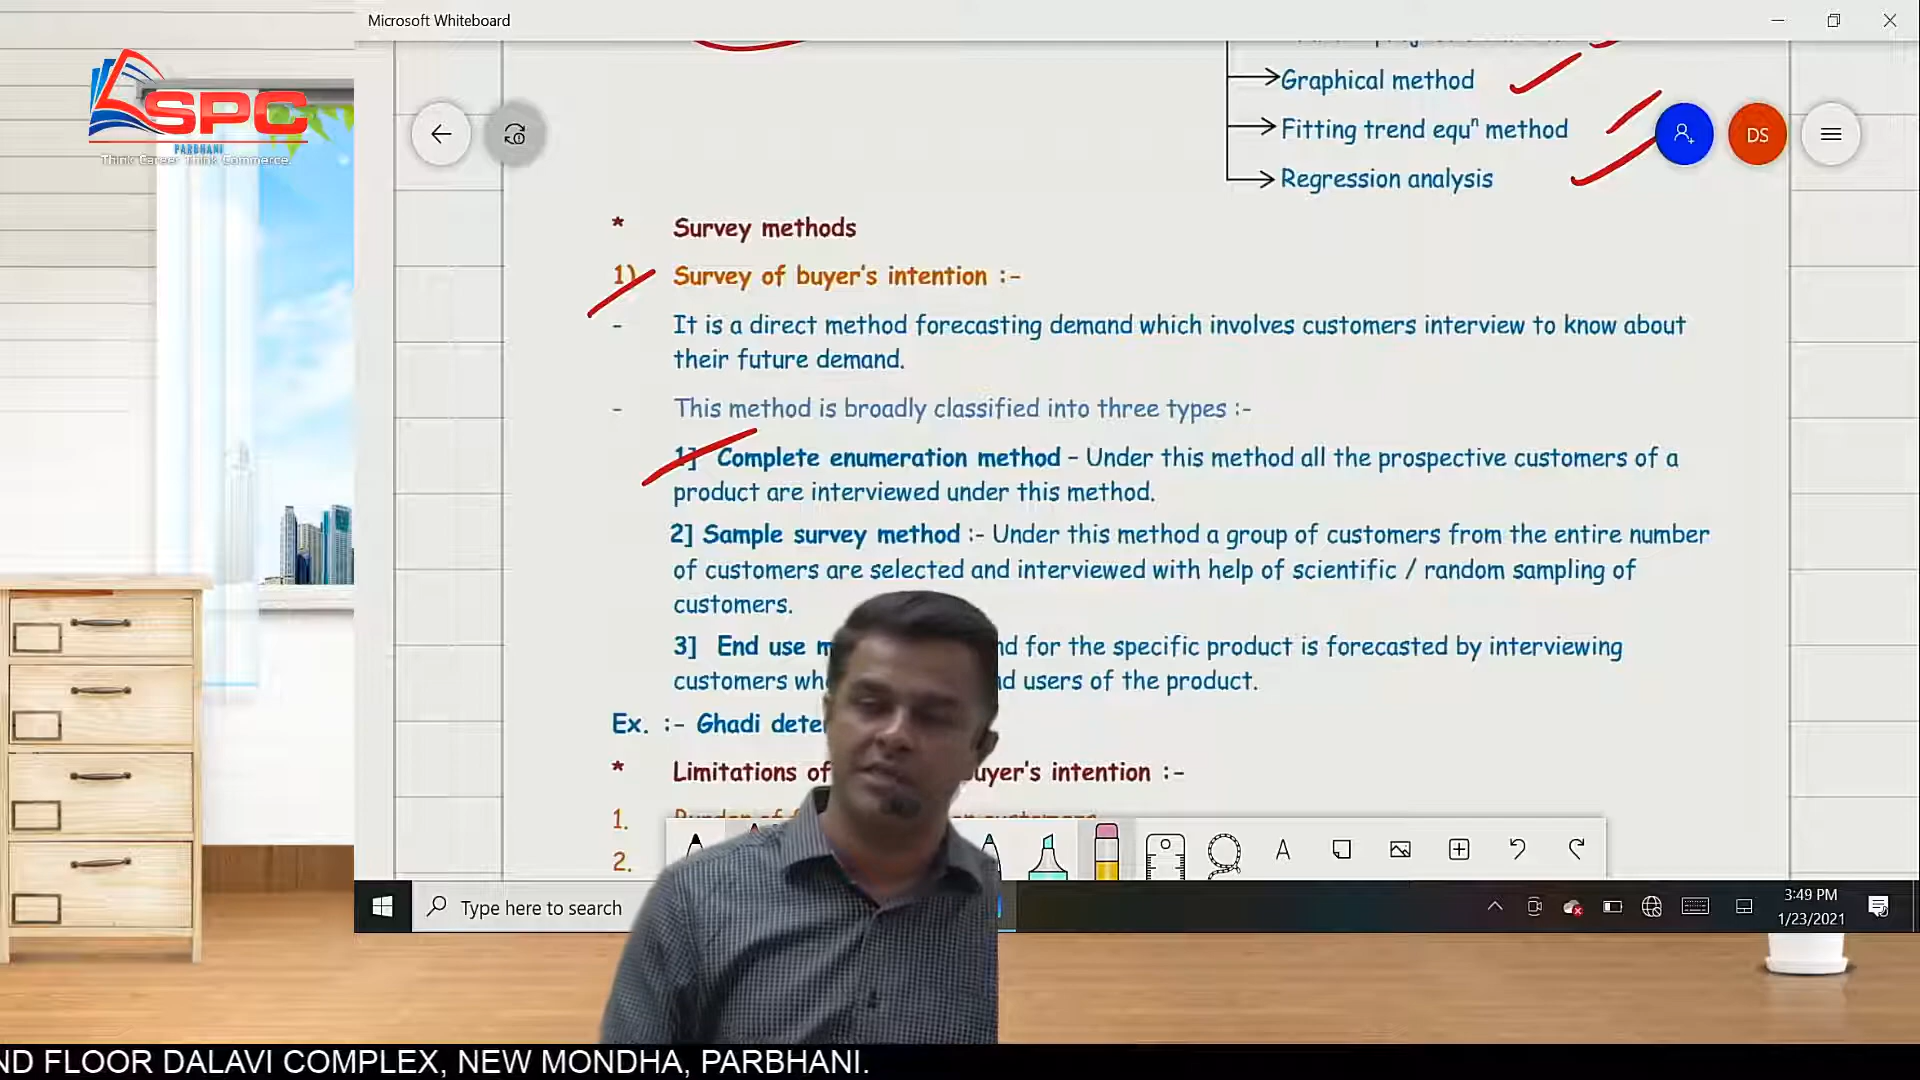 Microsoft Whiteboard
SPC
PARBHANI
Think Career Think Commerce.
Graphical method
Fitting trend equⁿ method
DS
Regression analysis
* Survey methods
1) Survey of buyer's intention :-
- It is a direct method forecasting demand which involves customers interview to know about
their future demand.
- This method is broadly classified into three types :-
1] Complete enumeration method – Under this method all the prospective customers of a
product are interviewed under this method.
2] Sample survey method :- Under this method a group of customers from the entire number
of customers are selected and interviewed with help of scientific / random sampling of
customers.
3] End use for the specific product is forecasted by interviewing
customers users of the product.
Ex. :- Ghadi
* Limitations of buyer's intention :-
1. customers
2.
Type here to search
3:49 PM
1/23/2021
FLOOR DALAVI COMPLEX, NEW MONDHA, PARBHANI.